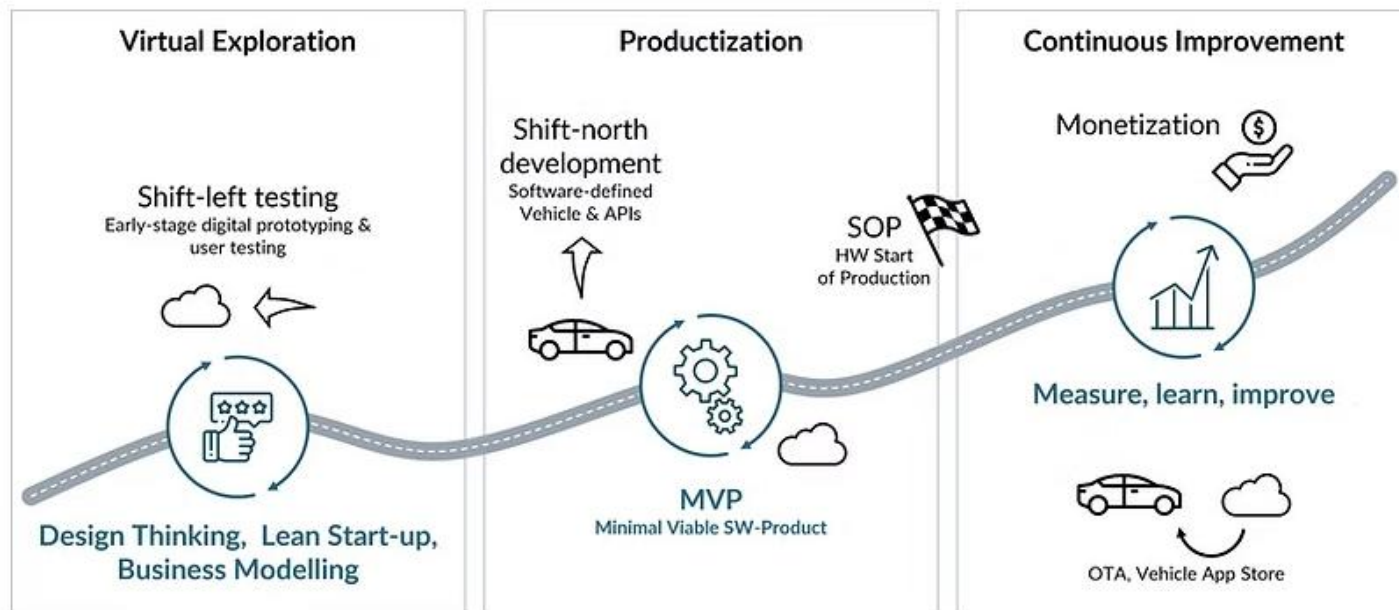 Virtual Exploration
Shift-left testing
Early-stage digital prototyping &
user testing
Design Thinking, Lean Start-up,
Business Modelling
Productization
Shift-north
development
Software-defined
Vehicle & APIs
SOP
HW Start
of Production
MVP
Minimal Viable SW-Product
Continuous Improvement
Monetization
$
Measure, learn, improve
OTA, Vehicle App Store